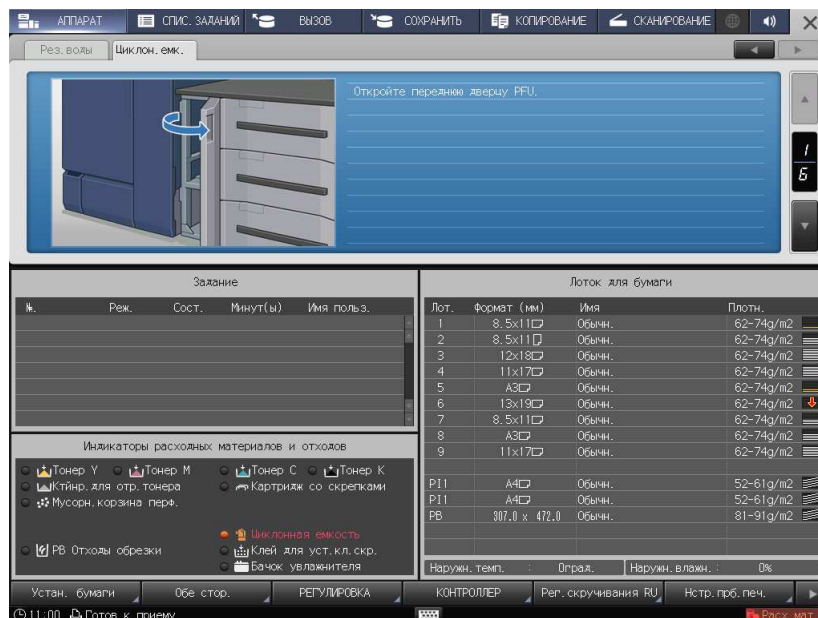 АППАРАТ СПИС. ЗАДАНИЙ ВЫЗОВ СОХРАНИТЬ КОПИРОВАНИЕ СКАНИРОВАНИЕ
Рез. воды Циклон. емк.
Откройте переднюю дверцу PFU.
1
6
Задание
№. Реж. Сост. Минут(ы) Имя польз.
Индикаторы расходных материалов и отходов
Тонер Y Тонер M Тонер C Тонер K
Ктйнр. для отр. тонера Картридж со скрепками
Мусорн. корзина перф.
Циклонная емкость
PB Отходы обрезки Клей для уст. кл. скр.
Бачок увлажнителя
Лоток для бумаги
Лот. Формат (мм) Имя Плотн.
1 8.5x11 Обычн. 62-74g/m2
2 8.5x11 Обычн. 62-74g/m2
3 12x18 Обычн. 62-74g/m2
4 11x17 Обычн. 62-74g/m2
5 A3 Обычн. 62-74g/m2
6 13x19 Обычн. 62-74g/m2
7 8.5x11 Обычн. 62-74g/m2
8 A3 Обычн. 62-74g/m2
9 11x17 Обычн. 62-74g/m2
PI1 A4 Обычн. 52-61g/m2
PI1 A4 Обычн. 52-61g/m2
PB 307.0 x 472.0 Обычн. 81-91g/m2
Наружн. темп. : 0град. Наружн. влажн. : 0%
Устан. бумаги Обе стор. РЕГУЛИРОВКА КОНТРОЛЛЕР Рег. скручивания RU Нстр. прб. печ.
11:00 Готов к приему Расх. мат